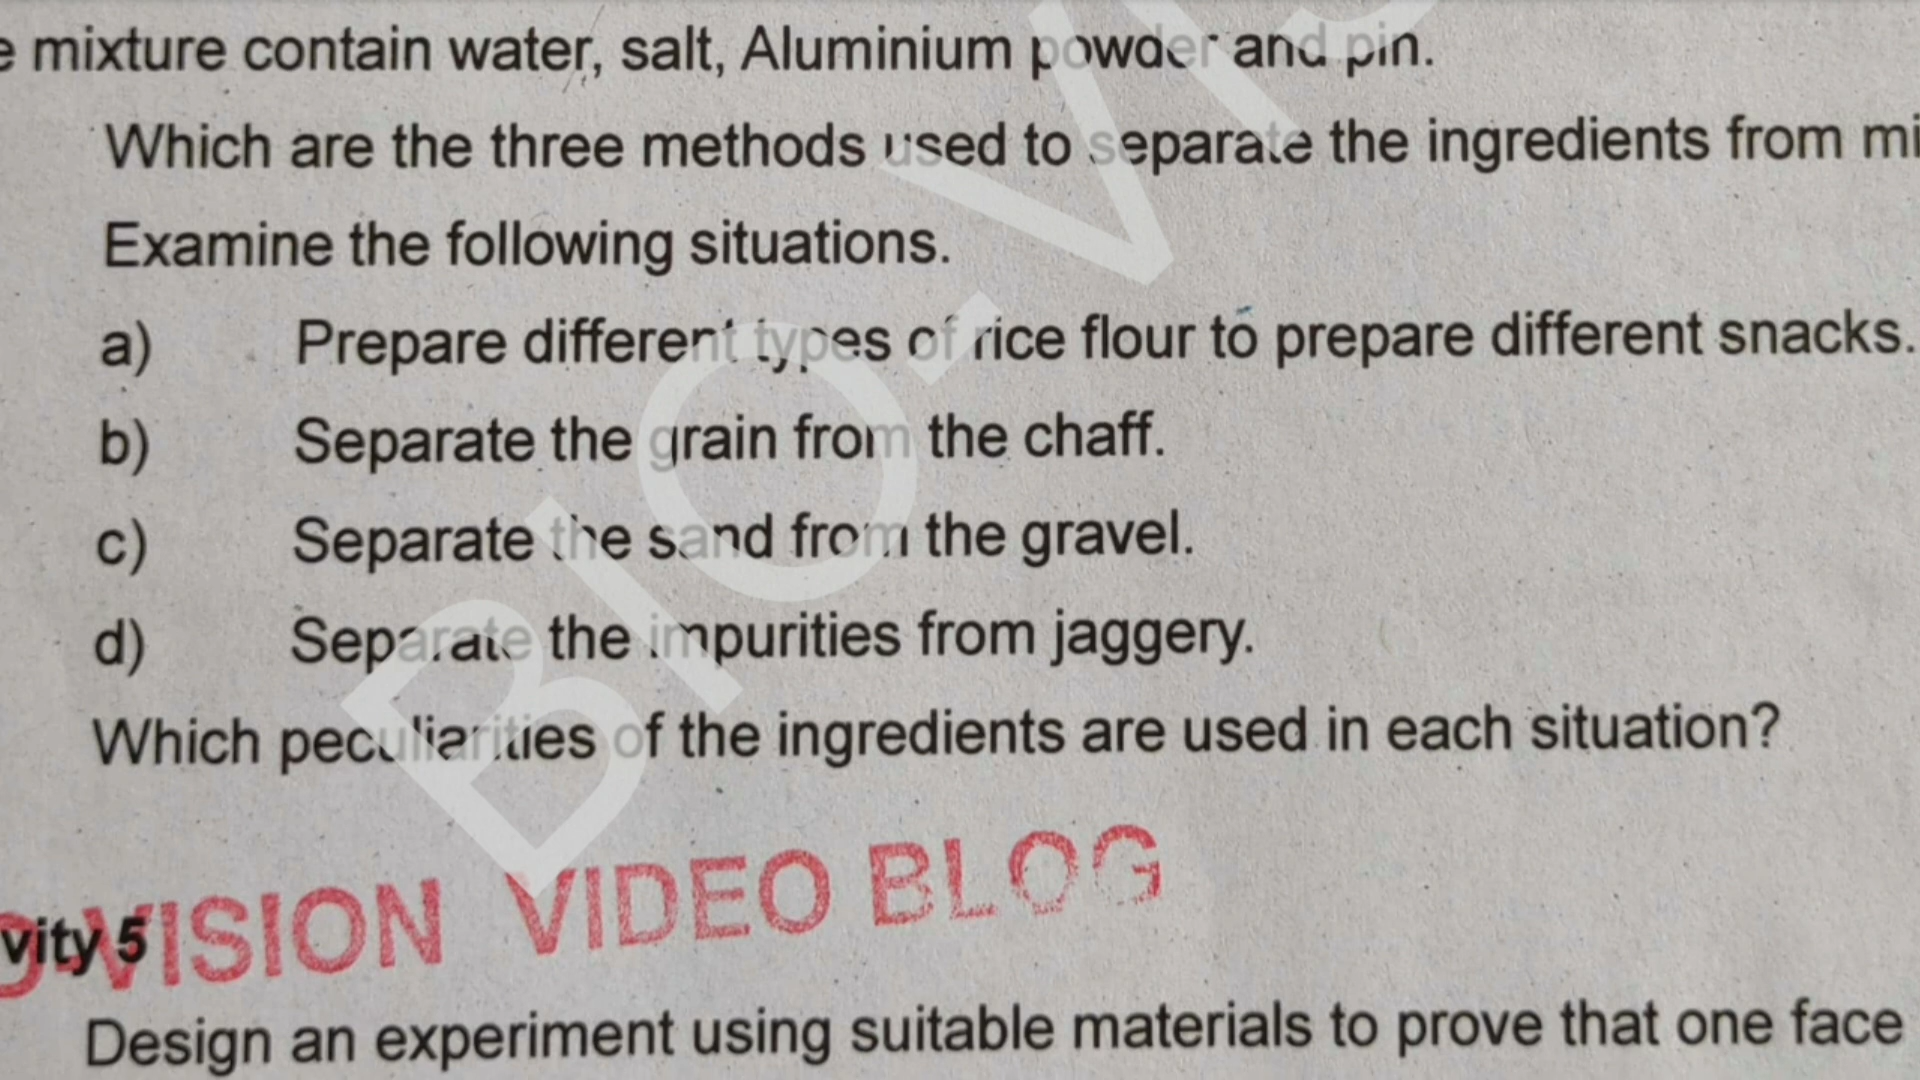 e mixture contain water, salt, Aluminium powder and pin.
Which are the three methods used to separate the ingredients from mi
Examine the following situations.
a) Prepare different types of rice flour to prepare different snacks.
b) Separate the grain from the chaff.
c) Separate the sand from the gravel.
d) Separate the impurities from jaggery.
Which peculiarities of the ingredients are used in each situation?
VISION VIDEO BLOG
vity 5
Design an experiment using suitable materials to prove that one face
BIO-VIS